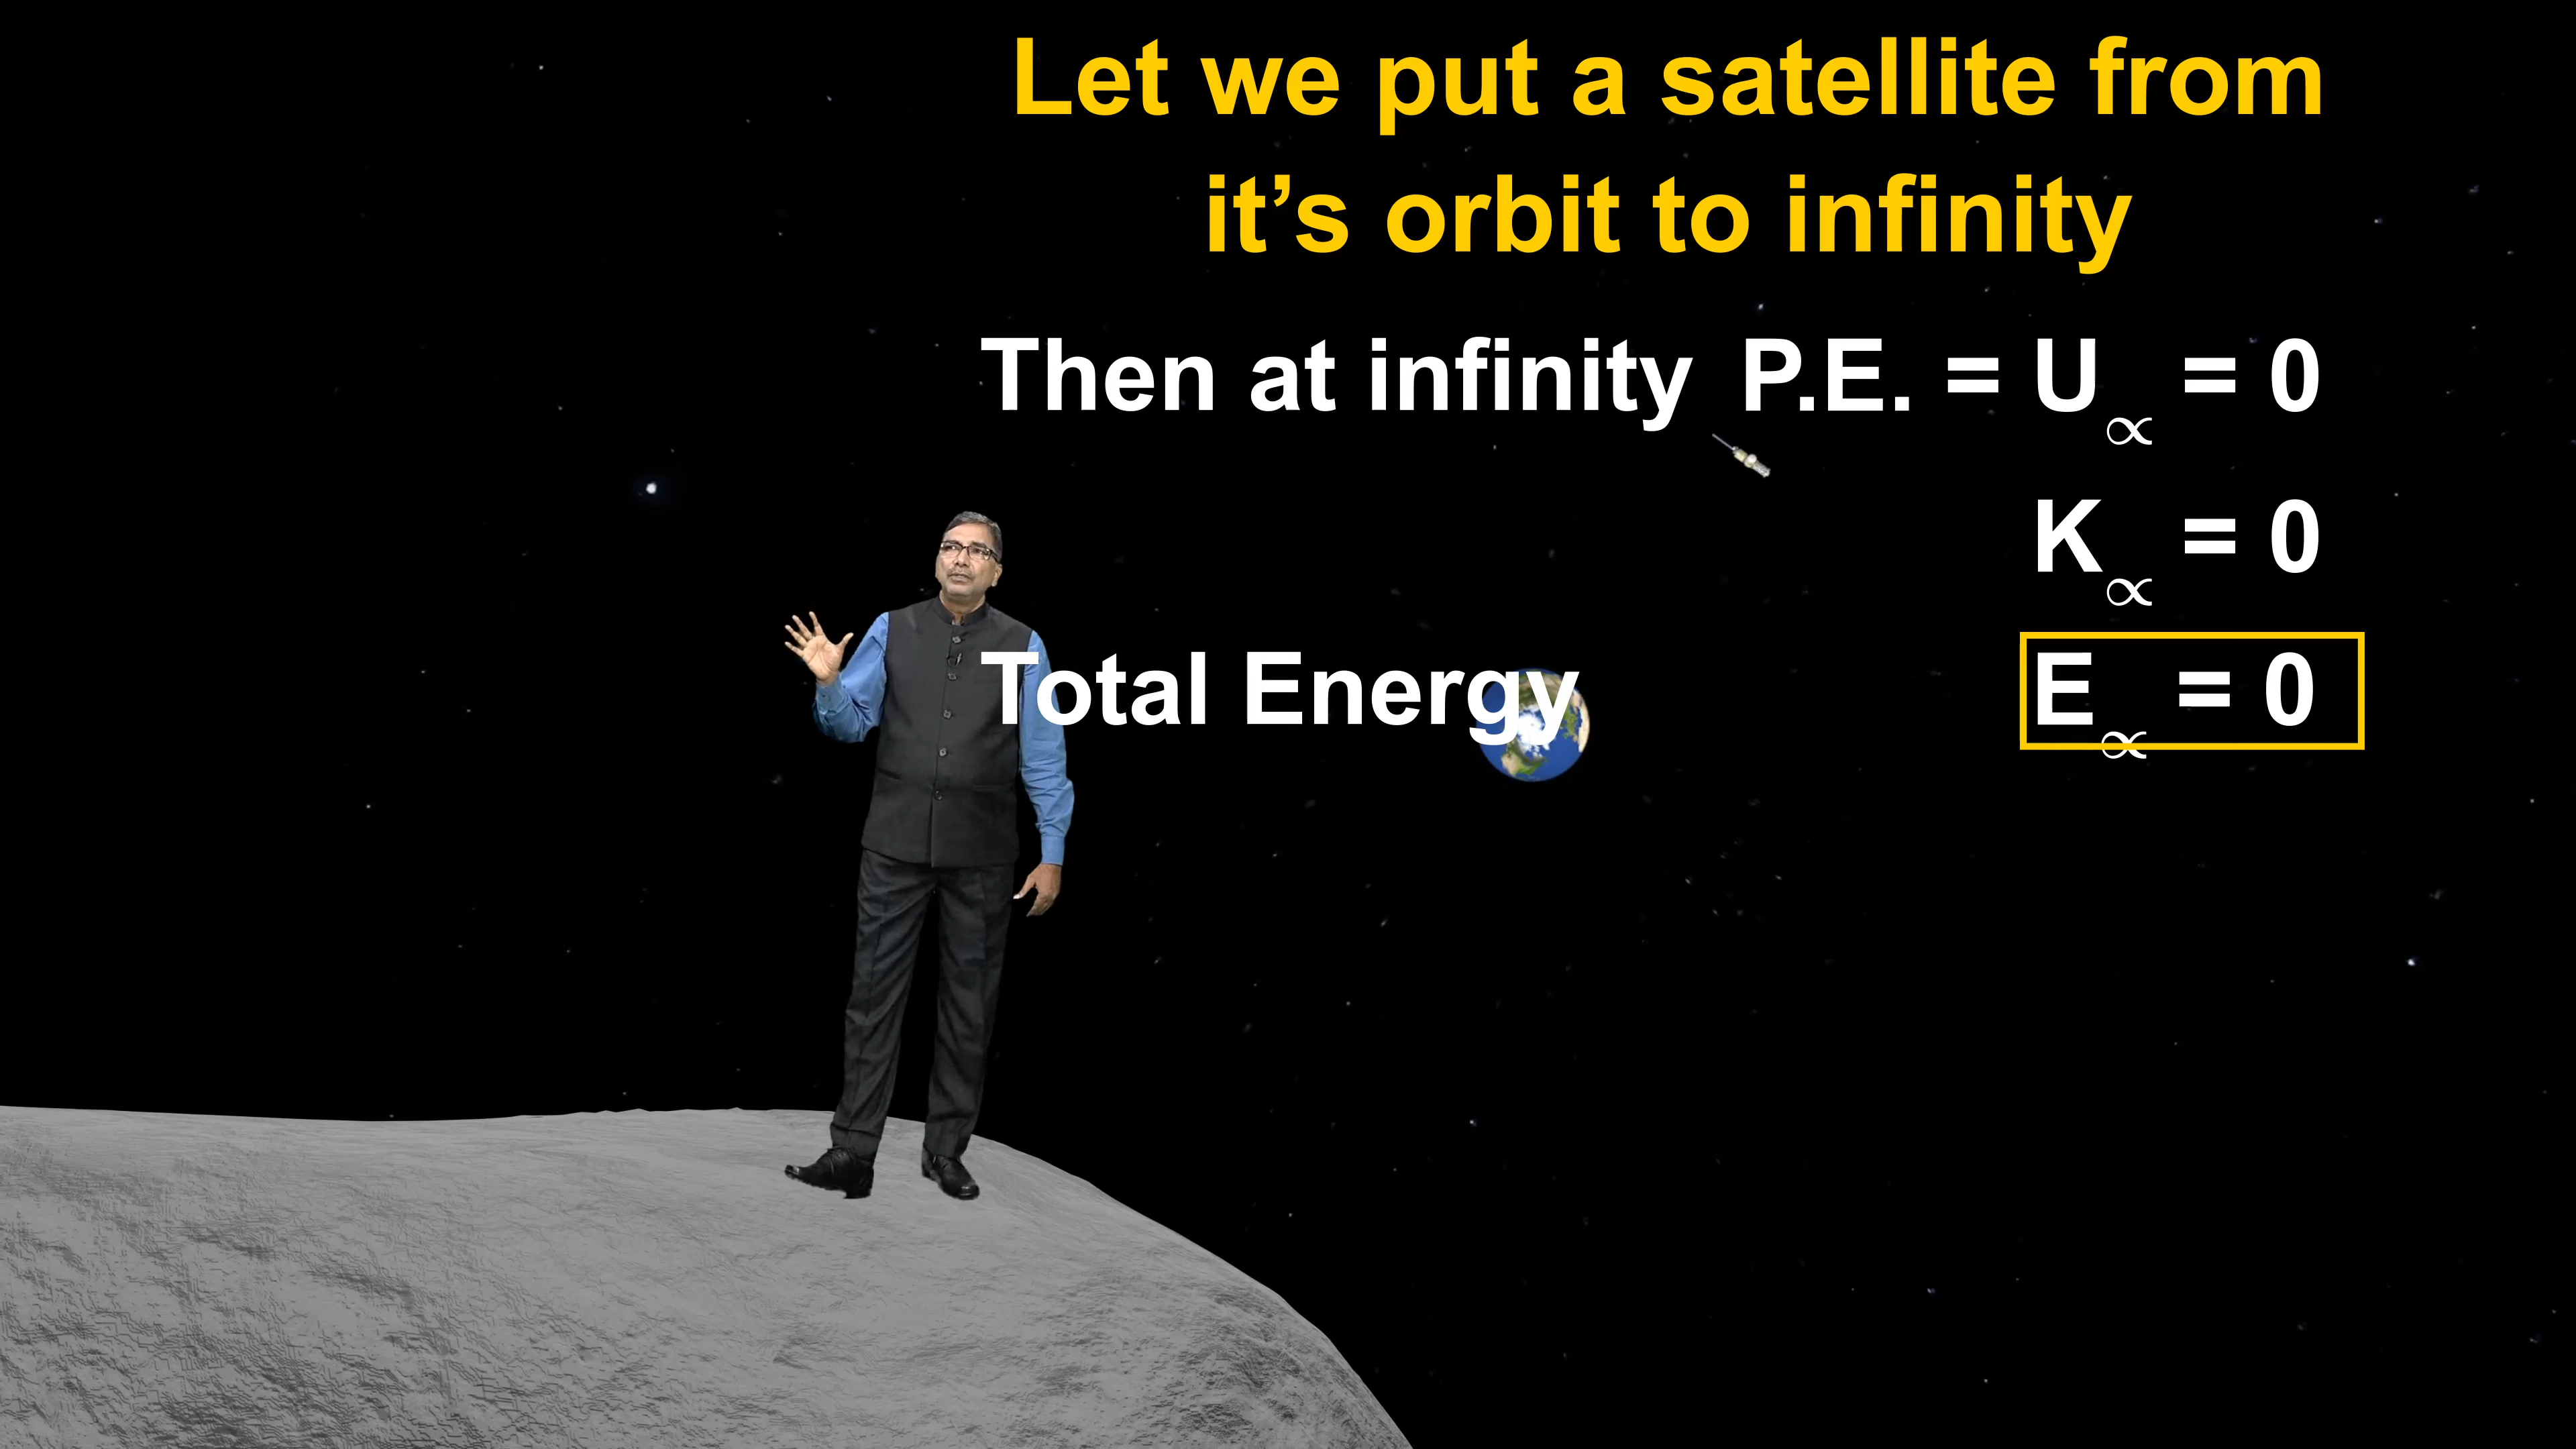 Let we put a satellite from
it’s orbit to infinity
Then at infinity P.E. = U∝ = 0
K∝ = 0
Total Energy E∝ = 0